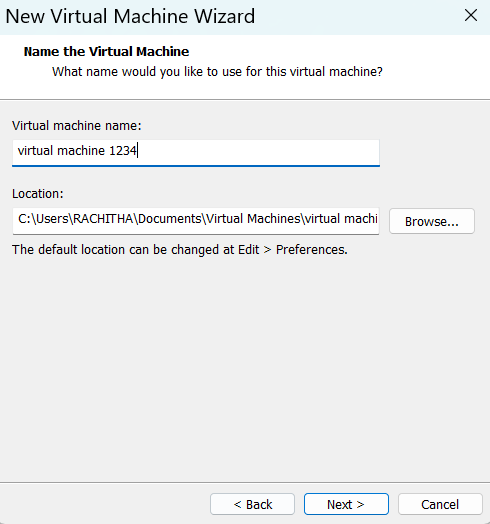 New Virtual Machine Wizard
Name the Virtual Machine
What name would you like to use for this virtual machine?
Virtual machine name:
virtual machine 1234
Location:
C:\Users\RACHITHA\Documents\Virtual Machines\virtual machi
Browse...
The default location can be changed at Edit > Preferences.
< Back Next > Cancel